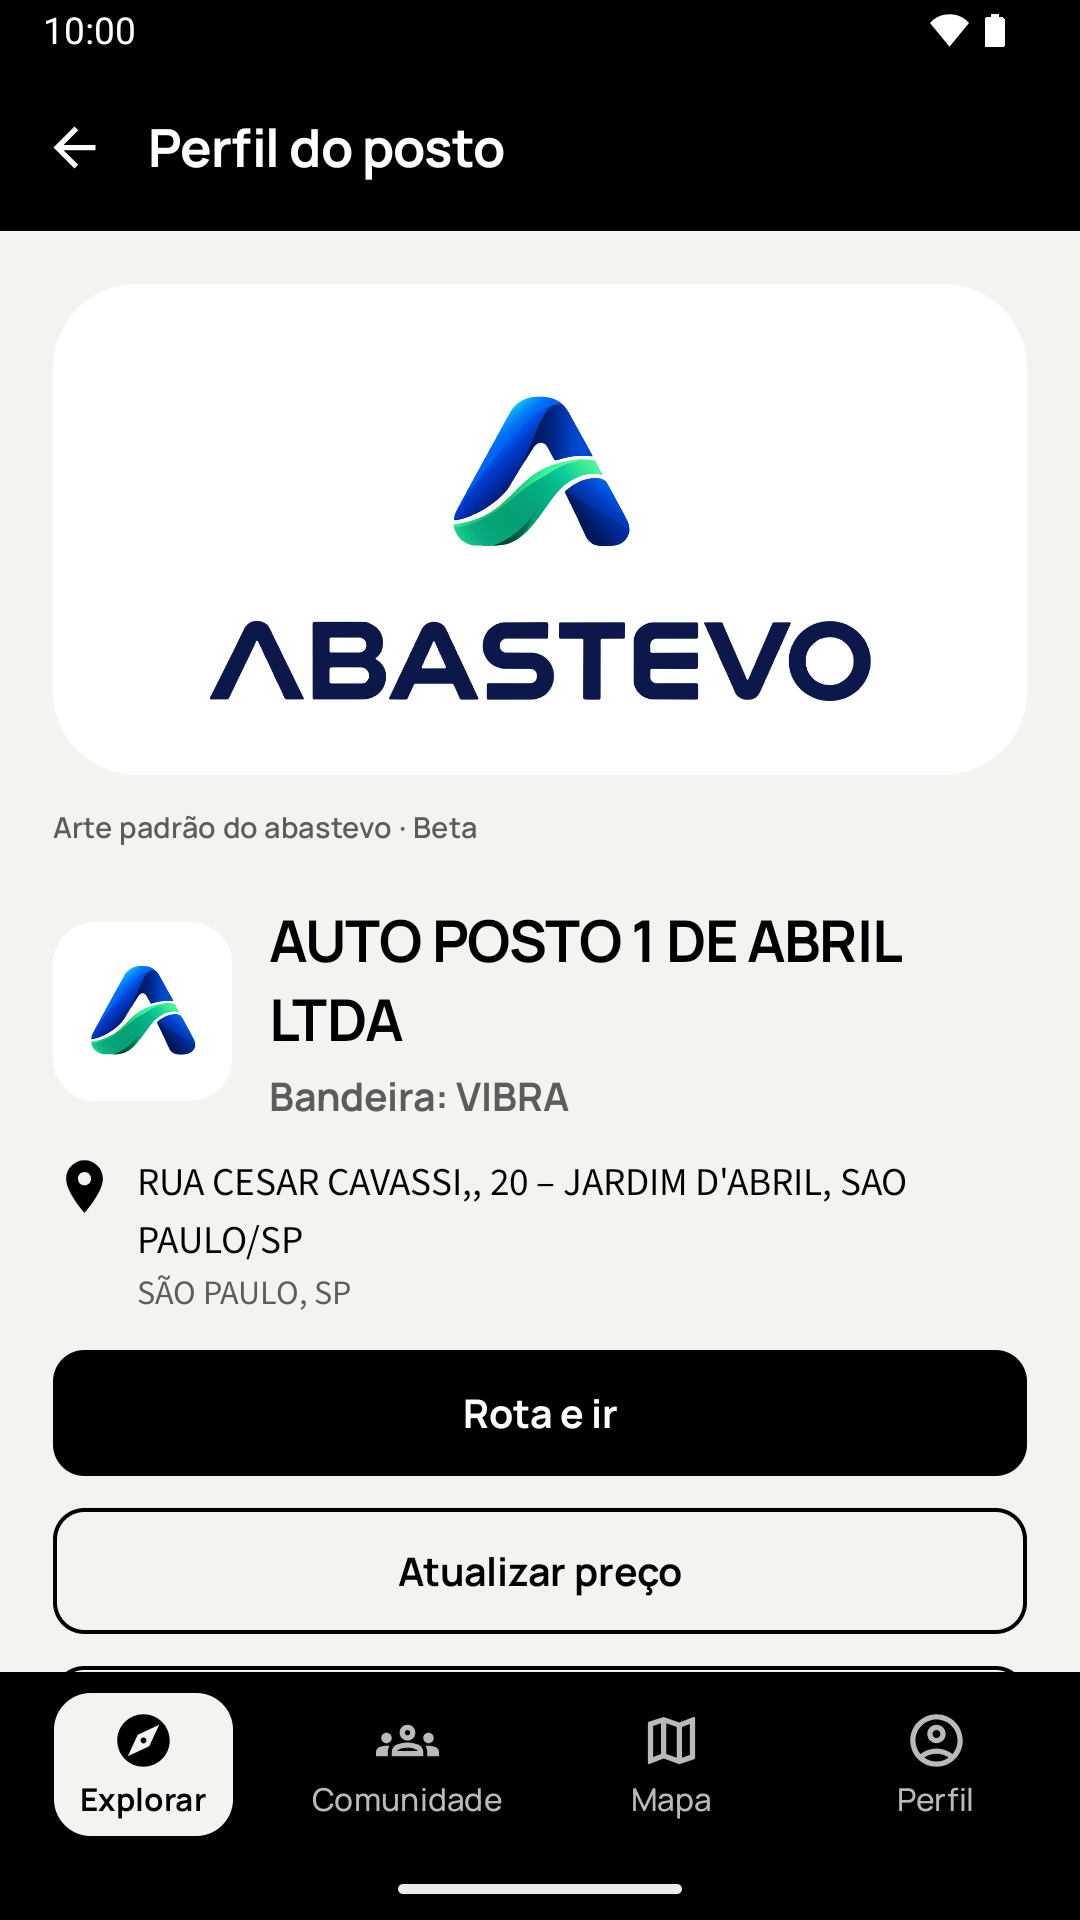 10:00
Perfil do posto
ABASTEVO
Arte padrão do abastevo · Beta
AUTO POSTO 1 DE ABRIL
LTDA
Bandeira: VIBRA
RUA CESAR CAVASSI,, 20 – JARDIM D'ABRIL, SAO
PAULO/SP
SÃO PAULO, SP
Rota e ir
Atualizar preço
Explorar
Comunidade
Mapa
Perfil